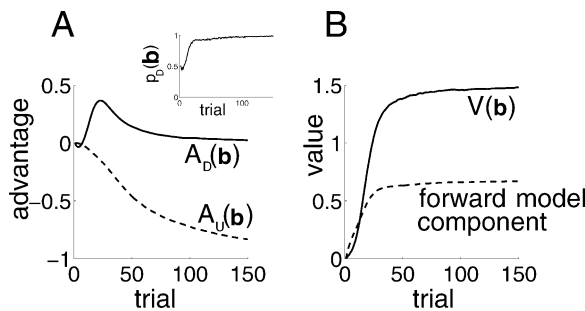 A
B
p_D(b)
1
0.5
0
0
100
trial
advantage
0.5
0
−0.5
−1
A_D(b)
A_U(b)
0
50
100
150
trial
value
1.5
1
0.5
0
V(b)
forward model
component
0
50
100
150
trial